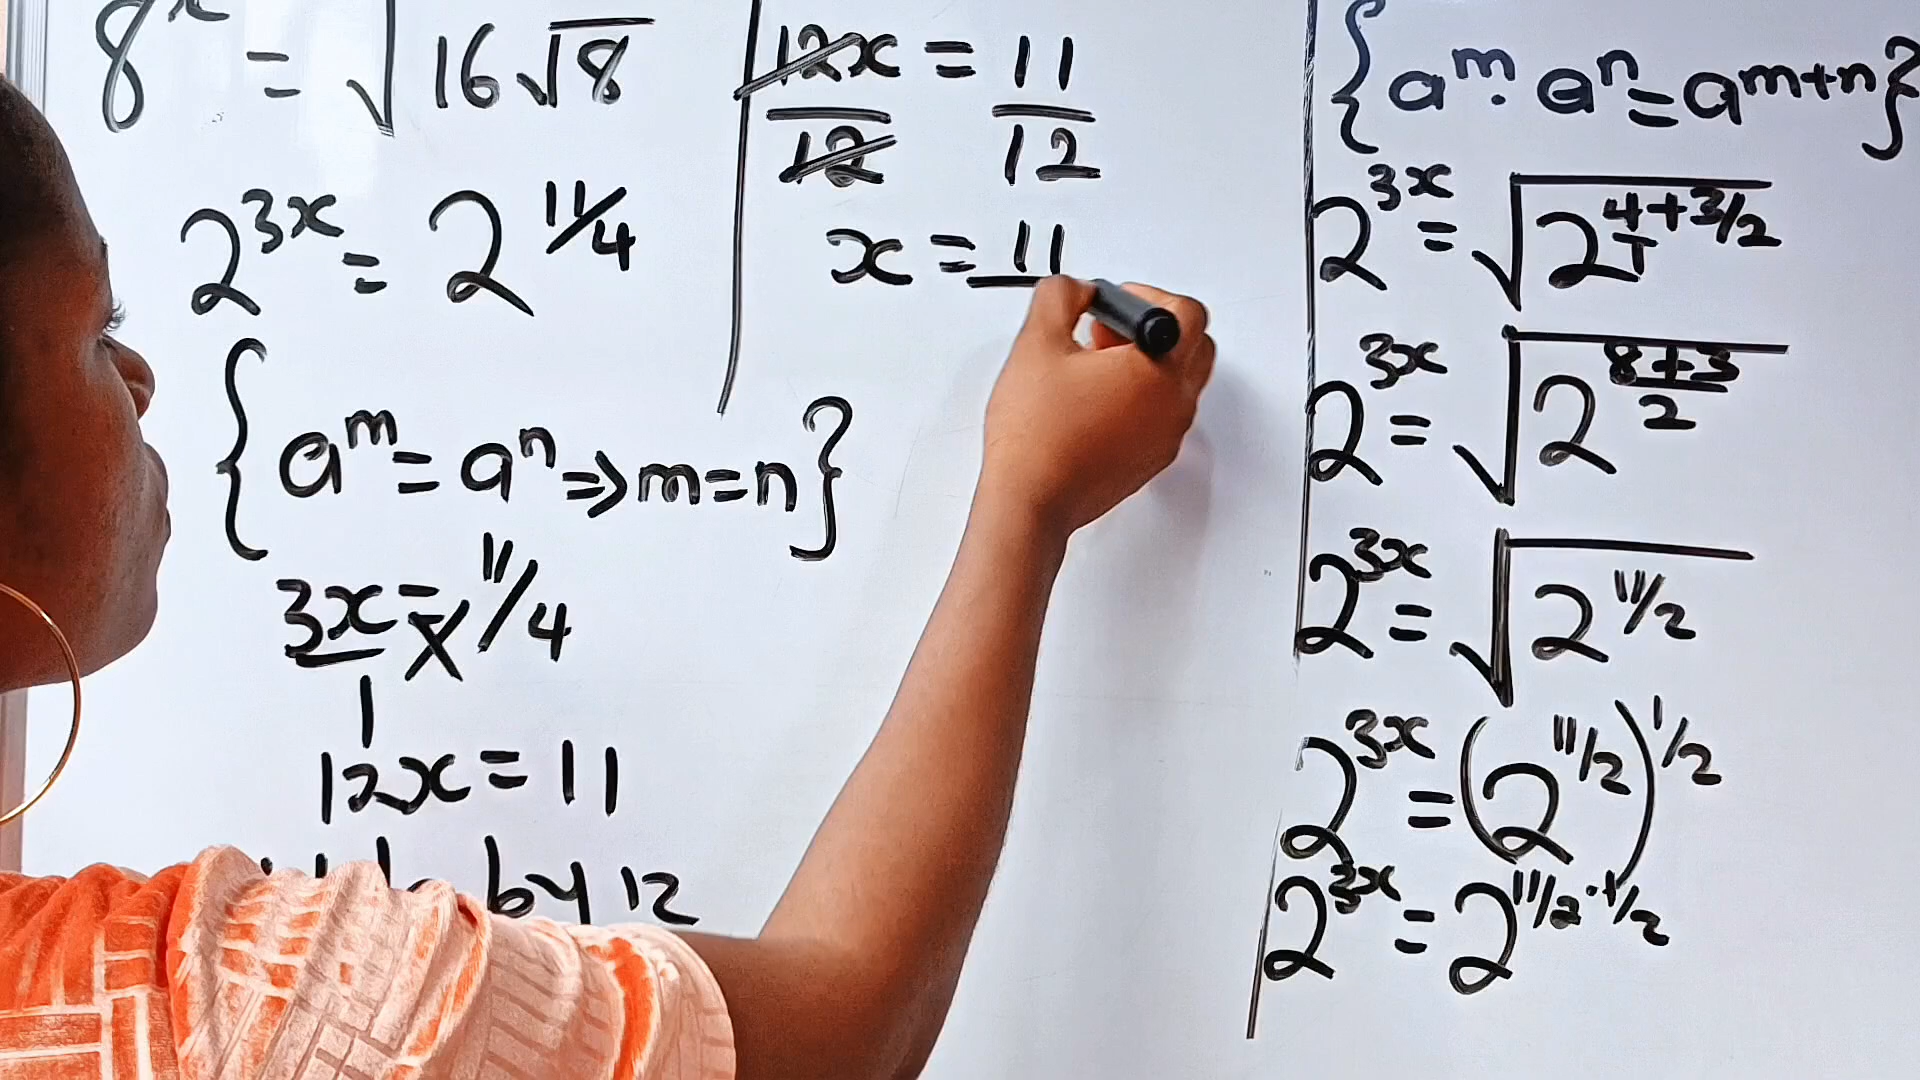 8ˣ = √(16√8)
2^(3x) = 2^(11/4)
{a^m = a^n ⇒ m = n}
3x/1 = 11/4
12x = 11
by 12
12x/12 = 11/12
x = 11
{a^m · a^n = a^(m+n)}
2^(3x) = √(2^(4/1 + 3/2))
2^(3x) = √(2^((8+3)/2))
2^(3x) = √(2^(11/2))
2^(3x) = (2^(11/2))^(1/2)
2^(3x) = 2^(11/2 · 1/2)